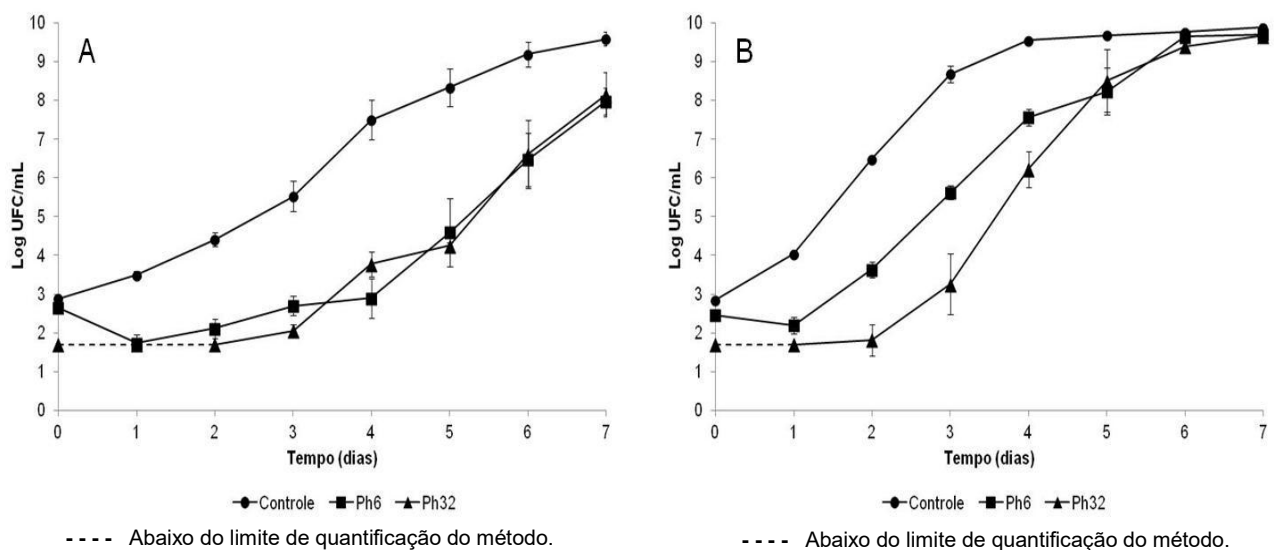 A
Log UFC/mL
10
9
8
7
6
5
4
3
2
1
0
0 1 2 3 4 5 6 7
Tempo (dias)
Controle Ph6 Ph32
---- Abaixo do limite de quantificação do método.
B
Log UFC/mL
10
9
8
7
6
5
4
3
2
1
0
0 1 2 3 4 5 6 7
Tempo (dias)
Controle Ph6 Ph32
---- Abaixo do limite de quantificação do método.